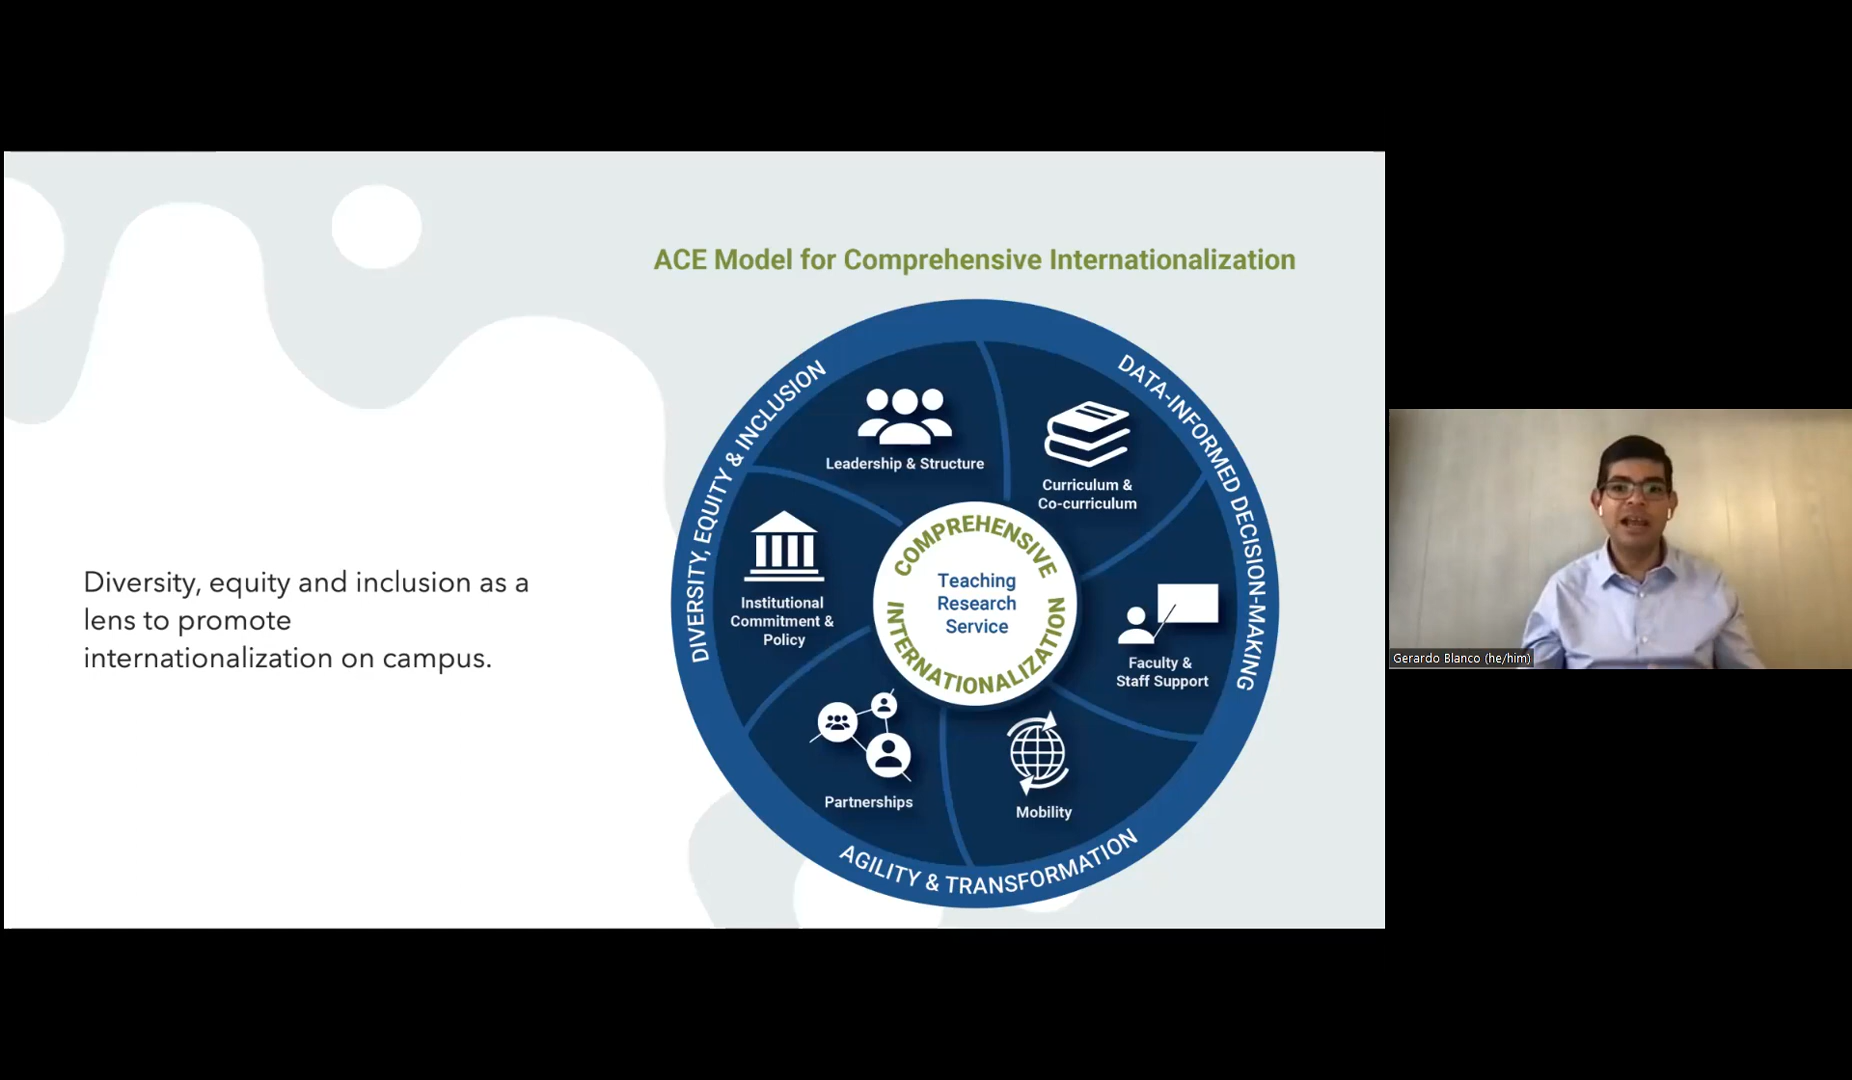 ACE Model for Comprehensive Internationalization
Diversity, equity and inclusion as a
lens to promote
internationalization on campus.
DIVERSITY, EQUITY & INCLUSION
DATA-INFORMED DECISION-MAKING
AGILITY & TRANSFORMATION
Leadership & Structure
Curriculum &
Co-curriculum
Faculty &
Staff Support
Mobility
Partnerships
Institutional
Commitment &
Policy
COMPREHENSIVE
Teaching
Research
Service
INTERNATIONALIZATION
Gerardo Blanco (he/him)